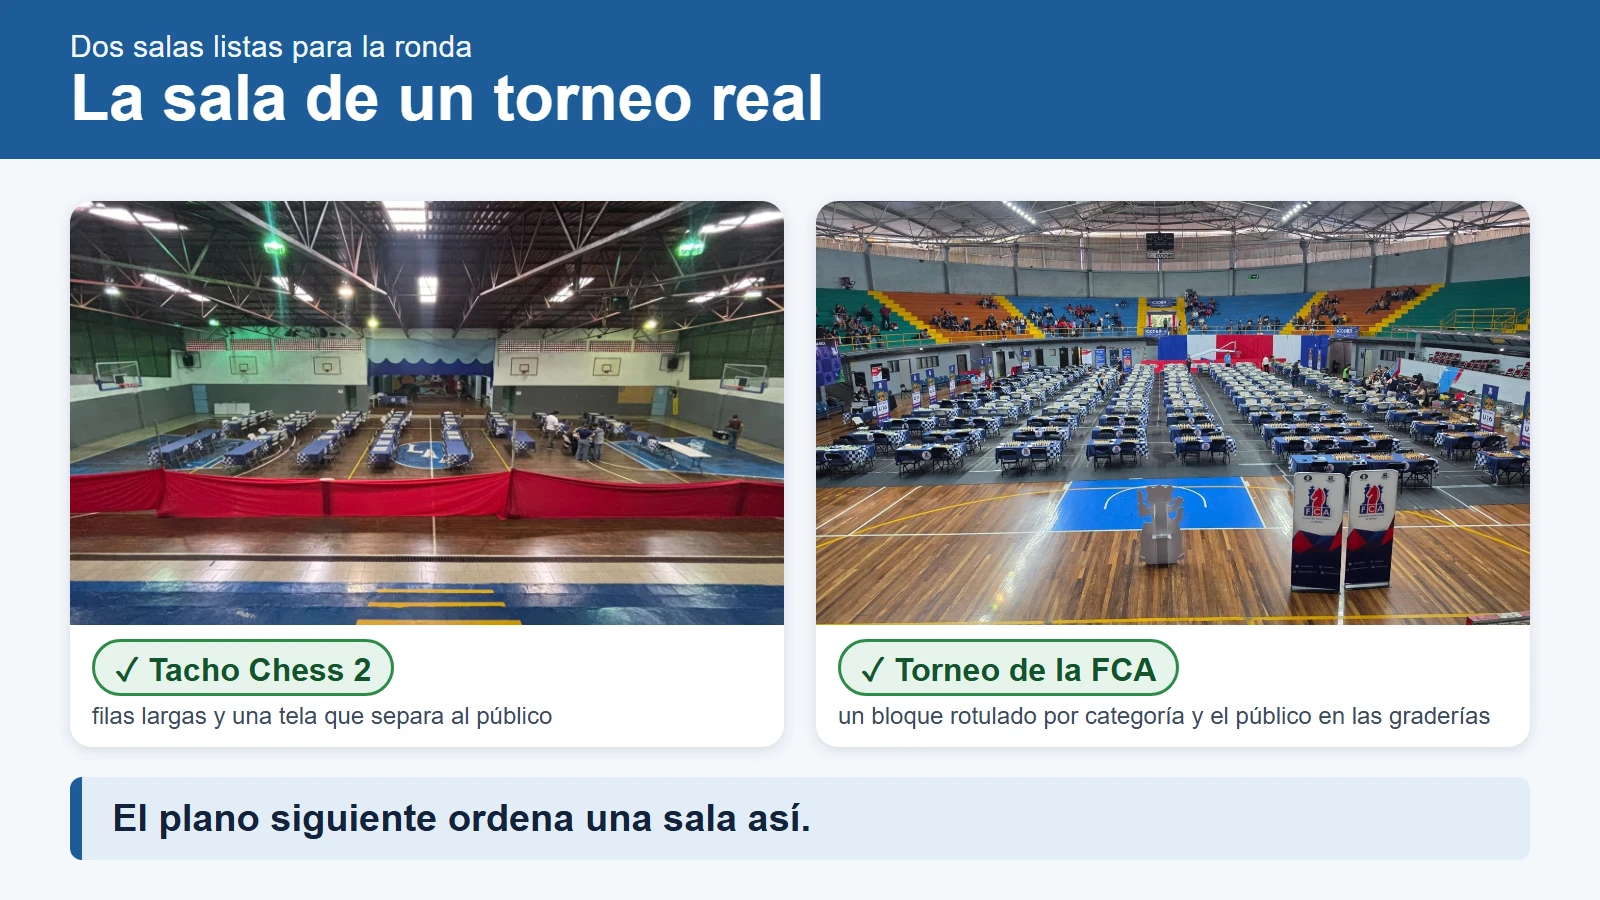 Dos salas listas para la ronda
La sala de un torneo real
✓ Tacho Chess 2
filas largas y una tela que separa al público
FCA
FCA
✓ Torneo de la FCA
un bloque rotulado por categoría y el público en las graderías
El plano siguiente ordena una sala así.